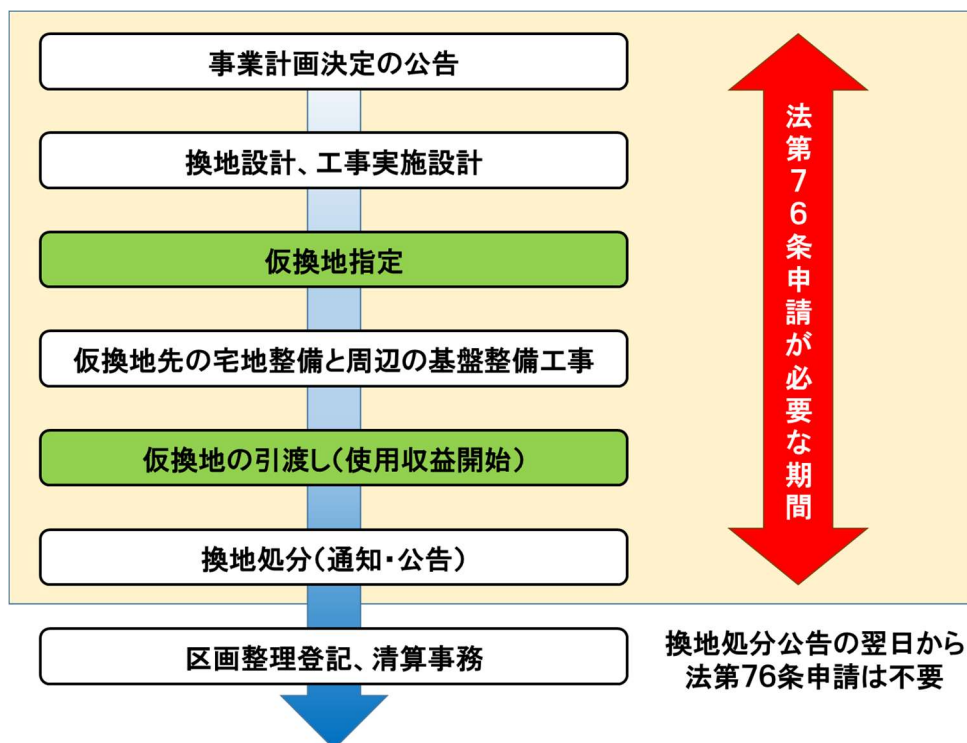 事業計画決定の公告
換地設計、工事実施設計
仮換地指定
仮換地先の宅地整備と周辺の基盤整備工事
仮換地の引渡し(使用収益開始)
換地処分(通知・公告)
区画整理登記、清算事務
法第76条申請が必要な期間
換地処分公告の翌日から
法第76条申請は不要